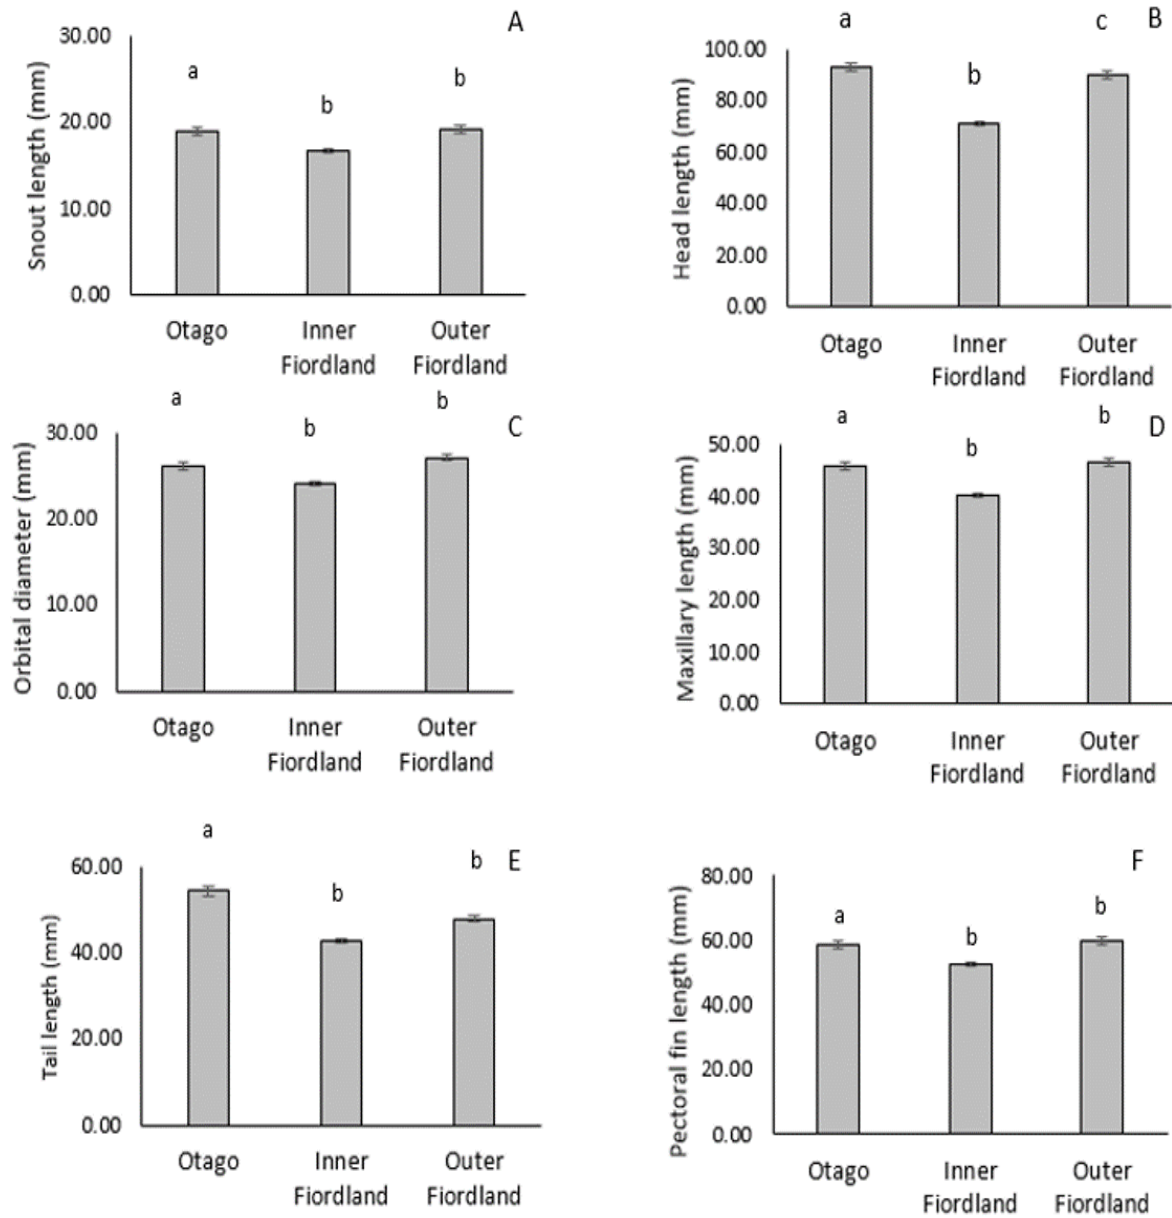 A
Snout length (mm)
30.00
20.00
10.00
0.00
a
b
b
Otago
Inner
Fiordland
Outer
Fiordland
B
Head length (mm)
100.00
80.00
60.00
40.00
20.00
0.00
a
b
c
Otago
Inner
Fiordland
Outer
Fiordland
C
Orbital diameter (mm)
30.00
20.00
10.00
0.00
a
b
b
Otago
Inner
Fiordland
Outer
Fiordland
D
Maxillary length (mm)
50.00
40.00
30.00
20.00
10.00
0.00
a
b
b
Otago
Inner
Fiordland
Outer
Fiordland
E
Tail length (mm)
60.00
40.00
20.00
0.00
a
b
b
Otago
Inner
Fiordland
Outer
Fiordland
F
Pectoral fin length (mm)
80.00
60.00
40.00
20.00
0.00
a
b
b
Otago
Inner
Fiordland
Outer
Fiordland